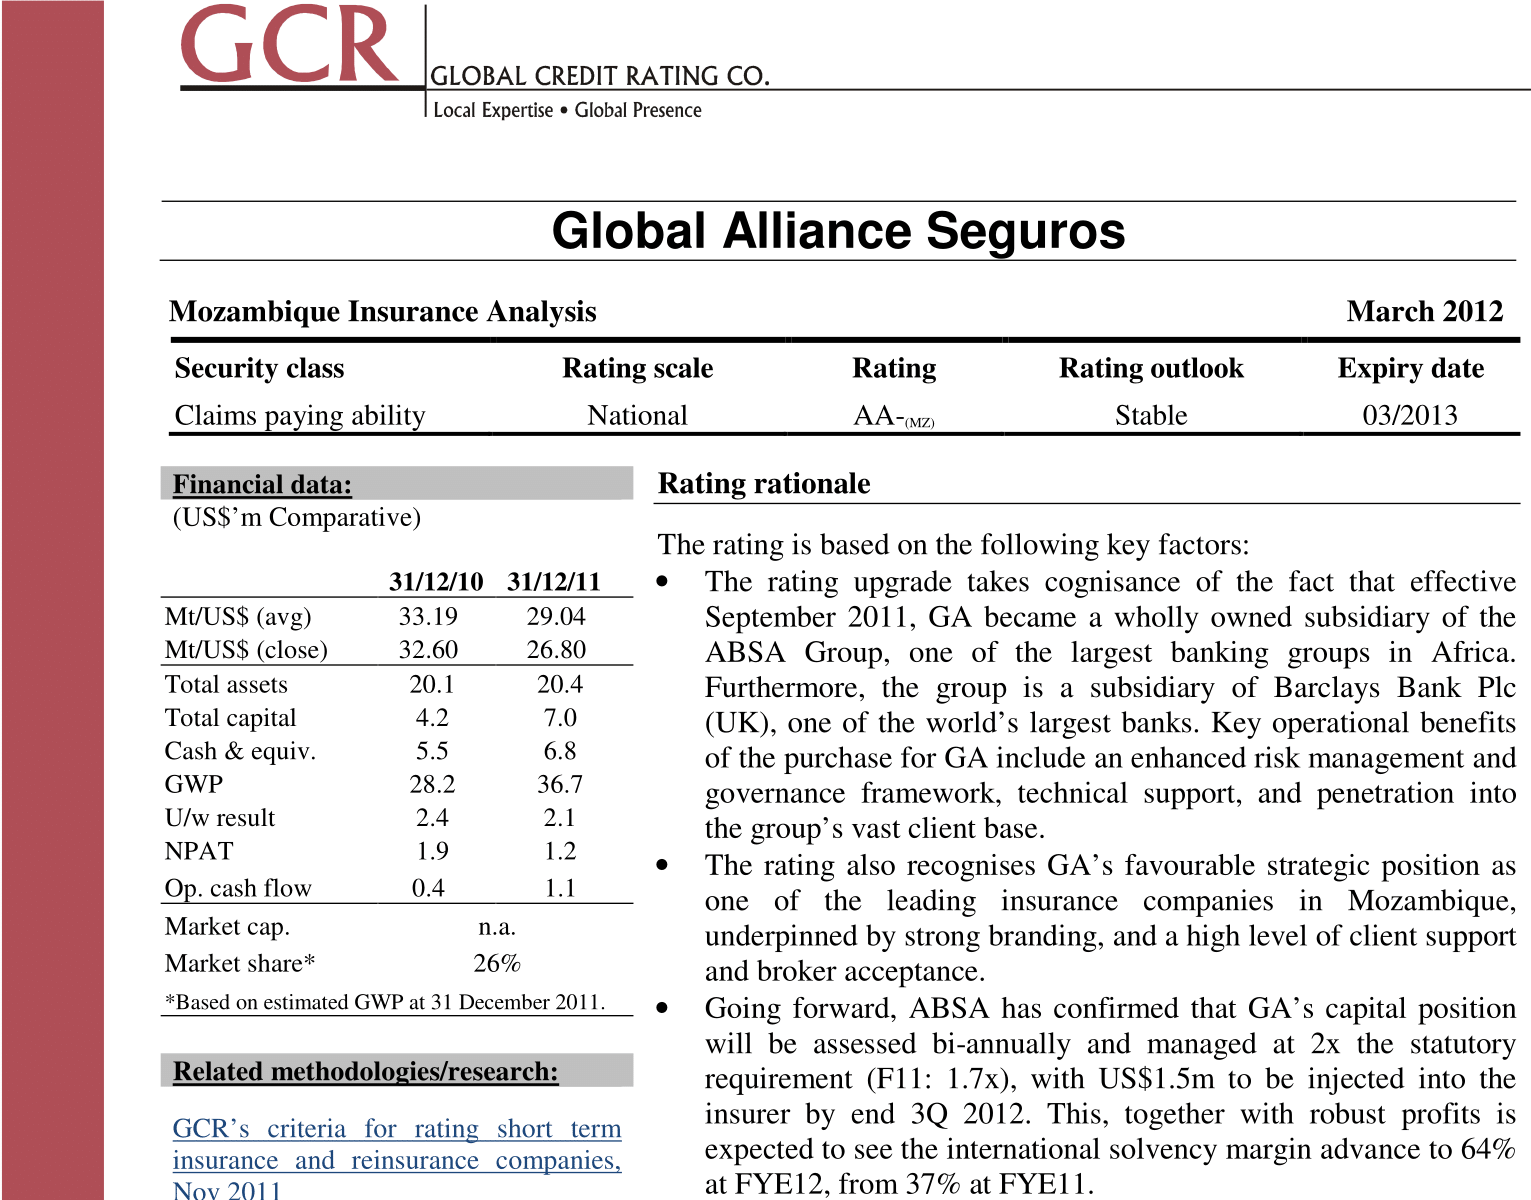 GCR
GLOBAL CREDIT RATING CO.
Local Expertise • Global Presence
Global Alliance Seguros
Mozambique Insurance Analysis March 2012
Security class Rating scale Rating Rating outlook Expiry date
Claims paying ability National AA-(MZ) Stable 03/2013
Financial data:
(US$'m Comparative)
31/12/10 31/12/11
Mt/US$ (avg) 33.19 29.04
Mt/US$ (close) 32.60 26.80
Total assets 20.1 20.4
Total capital 4.2 7.0
Cash & equiv. 5.5 6.8
GWP 28.2 36.7
U/w result 2.4 2.1
NPAT 1.9 1.2
Op. cash flow 0.4 1.1
Market cap. n.a.
Market share* 26%
*Based on estimated GWP at 31 December 2011.
Related methodologies/research:
GCR's criteria for rating short term
insurance and reinsurance companies,
Nov 2011
Rating rationale
The rating is based on the following key factors:
• The rating upgrade takes cognisance of the fact that effective
September 2011, GA became a wholly owned subsidiary of the
ABSA Group, one of the largest banking groups in Africa.
Furthermore, the group is a subsidiary of Barclays Bank Plc
(UK), one of the world's largest banks. Key operational benefits
of the purchase for GA include an enhanced risk management and
governance framework, technical support, and penetration into
the group's vast client base.
• The rating also recognises GA's favourable strategic position as
one of the leading insurance companies in Mozambique,
underpinned by strong branding, and a high level of client support
and broker acceptance.
• Going forward, ABSA has confirmed that GA's capital position
will be assessed bi-annually and managed at 2x the statutory
requirement (F11: 1.7x), with US$1.5m to be injected into the
insurer by end 3Q 2012. This, together with robust profits is
expected to see the international solvency margin advance to 64%
at FYE12, from 37% at FYE11.